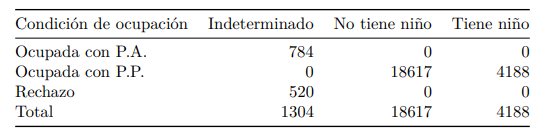 Condición de ocupación Indeterminado No tiene niño Tiene niño
Ocupada con P.A. 784 0 0
Ocupada con P.P. 0 18617 4188
Rechazo 520 0 0
Total 1304 18617 4188